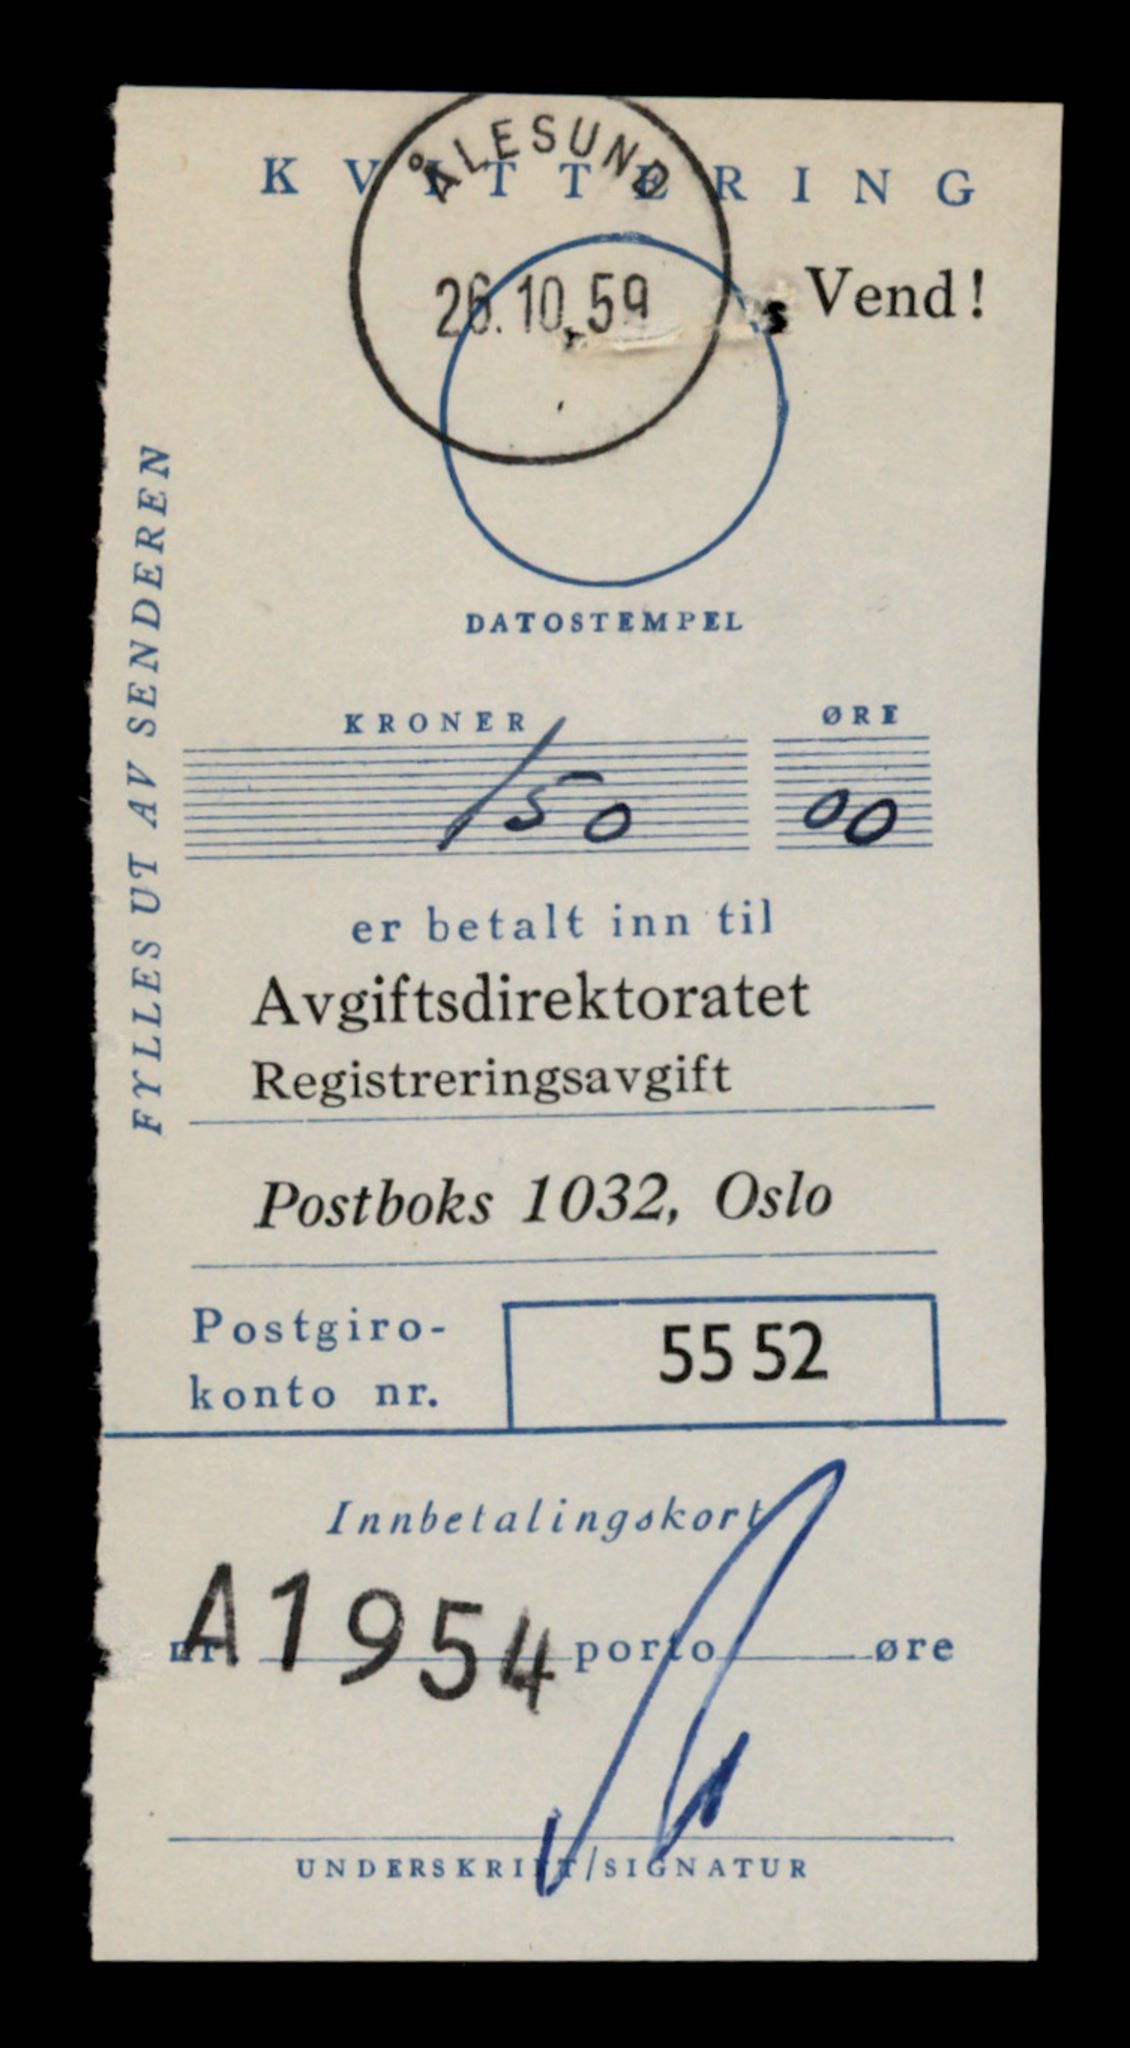 KVITTERING
ÅLESUND
26.10.59
Vend!
DATOSTEMPEL
FYLLES UT AV SENDEREN
KRONER ØRE
150 00
er betalt inn til
Avgiftsdirektoratet
Registreringsavgift
Postboks 1032, Oslo
Postgiro-
konto nr.
55 52
Innbetalingskort
nr A1954 porto øre
UNDERSKRIFT/SIGNATUR